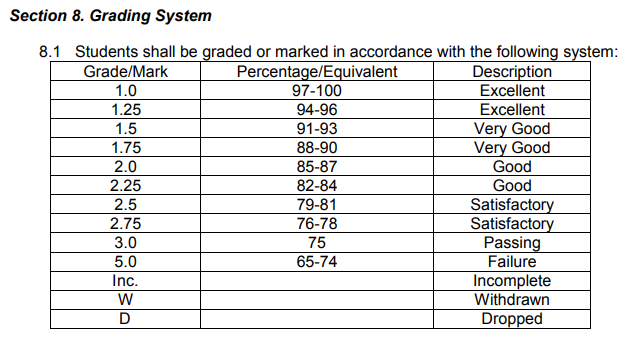 Section 8. Grading System
8.1 Students shall be graded or marked in accordance with the following system:
Grade/Mark Percentage/Equivalent Description
1.0 97-100 Excellent
1.25 94-96 Excellent
1.5 91-93 Very Good
1.75 88-90 Very Good
2.0 85-87 Good
2.25 82-84 Good
2.5 79-81 Satisfactory
2.75 76-78 Satisfactory
3.0 75 Passing
5.0 65-74 Failure
Inc. Incomplete
W Withdrawn
D Dropped